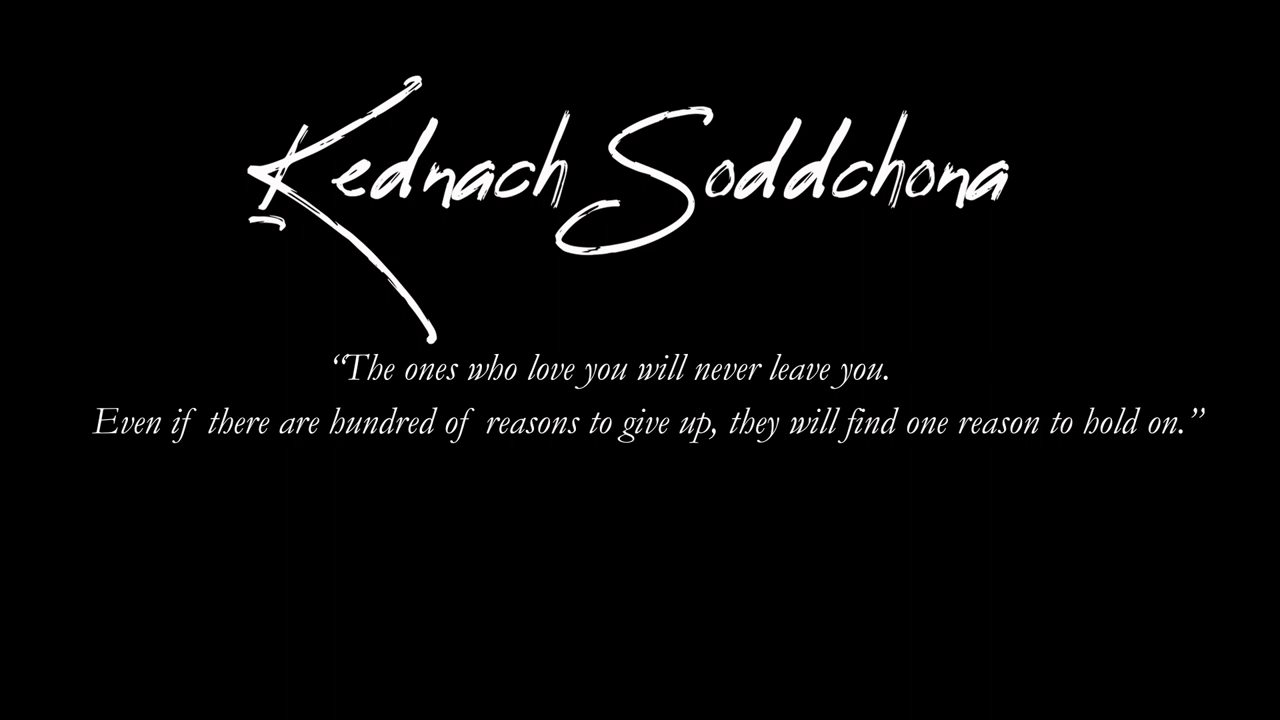 Kednach Soddchona
“The ones who love you will never leave you.
Even if there are hundred of reasons to give up, they will find one reason to hold on.”